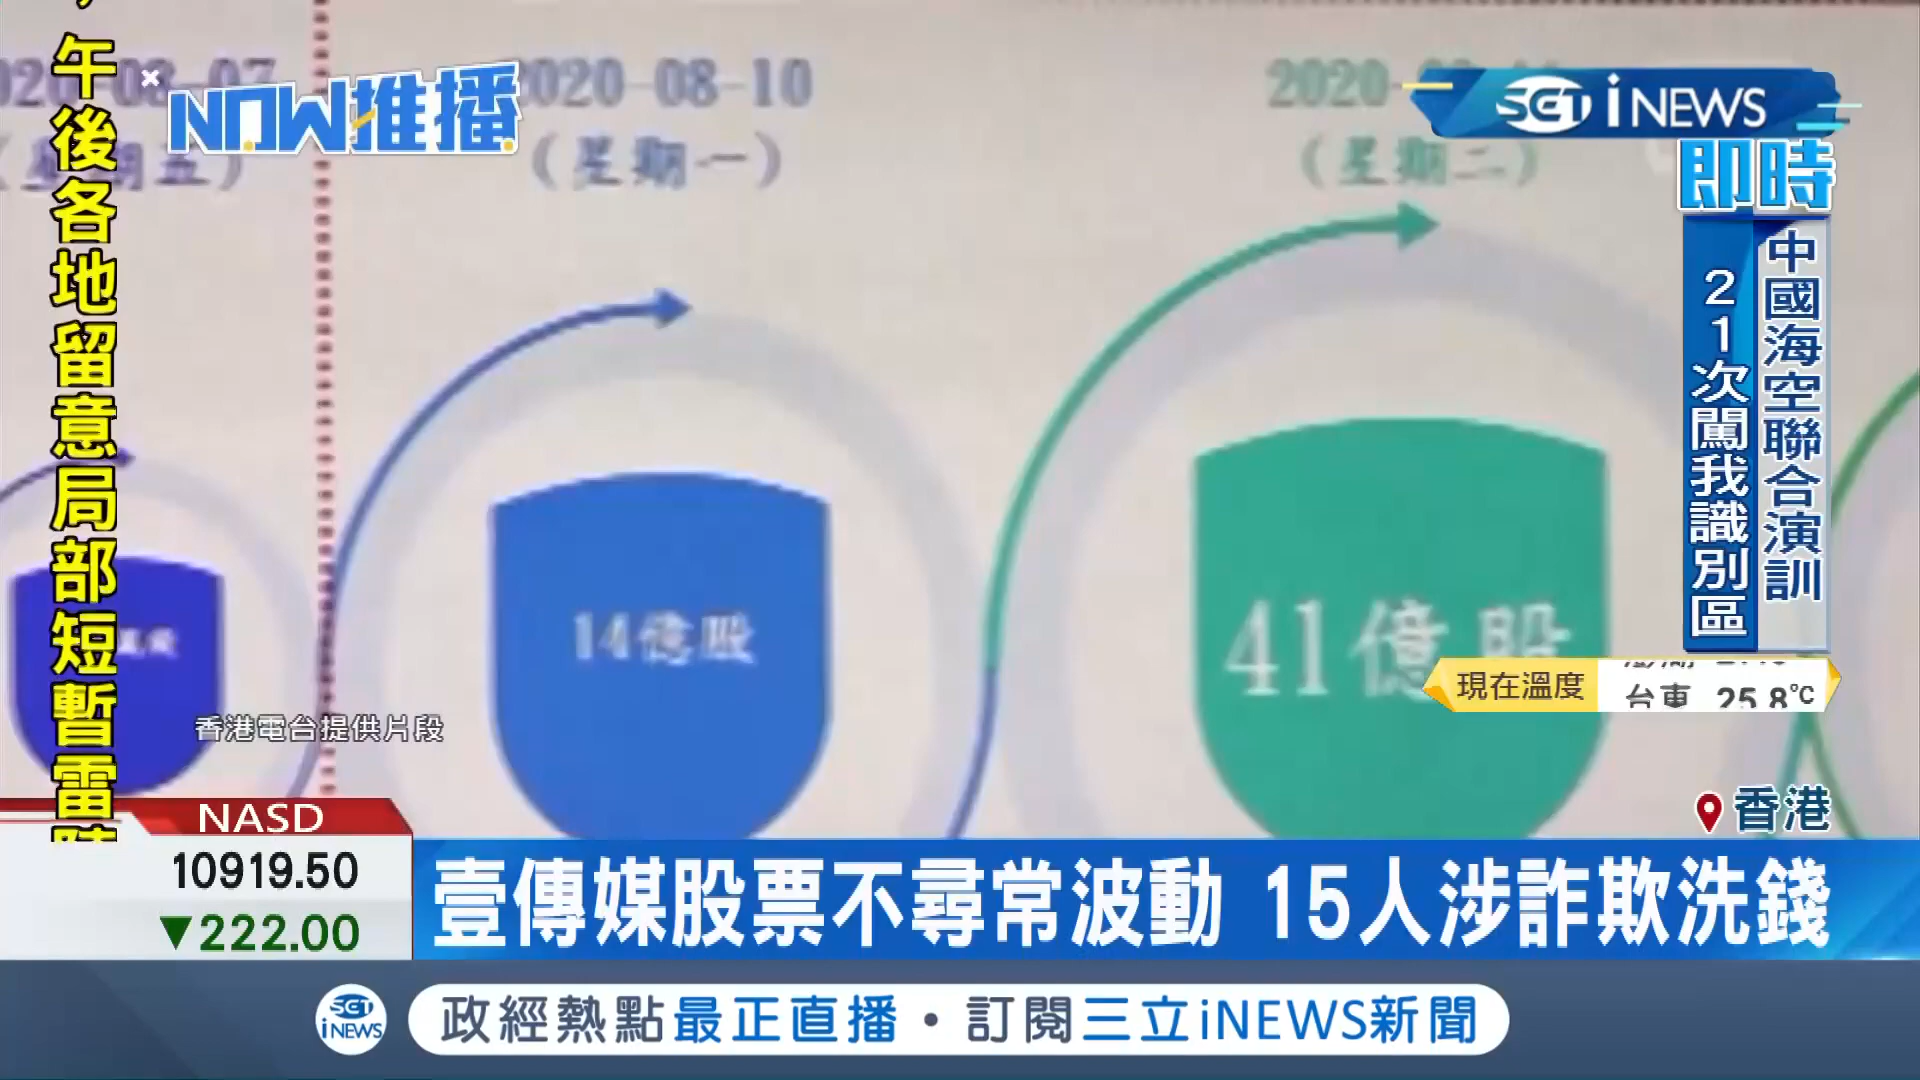 午後各地留意局部短暫雷
NOW推播
2020-08-10
(星期一)
2020
(星期二)
14億股
41億股
香港電台提供片段
SET iNEWS
即時
中國海空聯合演訓
21次闖我識別區
現在溫度
台東 25.8℃
香港
NASD
10919.50
▼222.00
壹傳媒股票不尋常波動 15人涉詐欺洗錢
SET iNEWS
政經熱點最正直播・訂閱三立iNEWS新聞